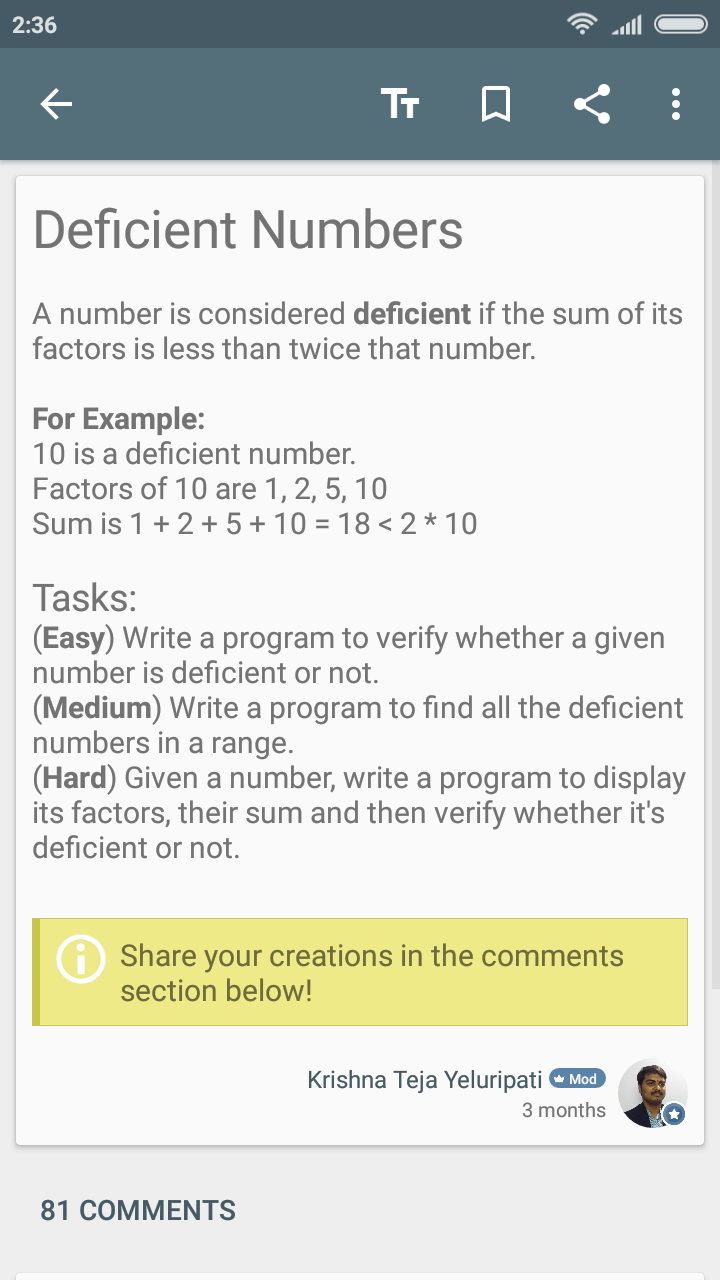 2:36
Deficient Numbers
A number is considered deficient if the sum of its
factors is less than twice that number.
For Example:
10 is a deficient number.
Factors of 10 are 1, 2, 5, 10
Sum is 1 + 2 + 5 + 10 = 18 < 2 * 10
Tasks:
(Easy) Write a program to verify whether a given
number is deficient or not.
(Medium) Write a program to find all the deficient
numbers in a range.
(Hard) Given a number, write a program to display
its factors, their sum and then verify whether it's
deficient or not.
Share your creations in the comments
section below!
Krishna Teja Yeluripati Mod
3 months
81 COMMENTS